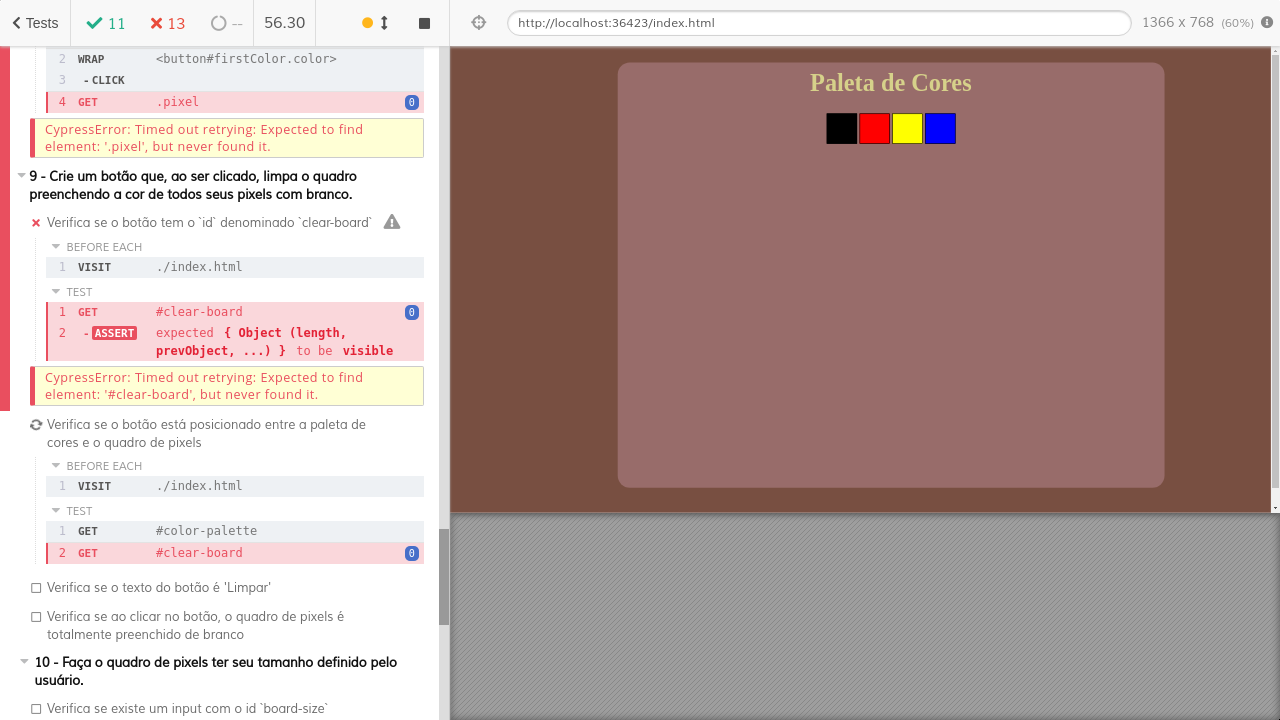 Tests 11 13 -- 56.30
http://localhost:36423/index.html 1366 x 768 (60%)
2 WRAP <button#firstColor.color>
3 - CLICK
4 GET .pixel 0
CypressError: Timed out retrying: Expected to find
element: '.pixel', but never found it.
9 - Crie um botão que, ao ser clicado, limpa o quadro
preenchendo a cor de todos seus pixels com branco.
Verifica se o botão tem o `id` denominado `clear-board`
BEFORE EACH
1 VISIT ./index.html
TEST
1 GET #clear-board 0
2 - ASSERT expected { Object (length,
prevObject, ...) } to be visible
CypressError: Timed out retrying: Expected to find
element: '#clear-board', but never found it.
Verifica se o botão está posicionado entre a paleta de
cores e o quadro de pixels
BEFORE EACH
1 VISIT ./index.html
TEST
1 GET #color-palette
2 GET #clear-board 0
Verifica se o texto do botão é 'Limpar'
Verifica se ao clicar no botão, o quadro de pixels é
totalmente preenchido de branco
10 - Faça o quadro de pixels ter seu tamanho definido pelo
usuário.
Verifica se existe um input com o id `board-size`
Paleta de Cores